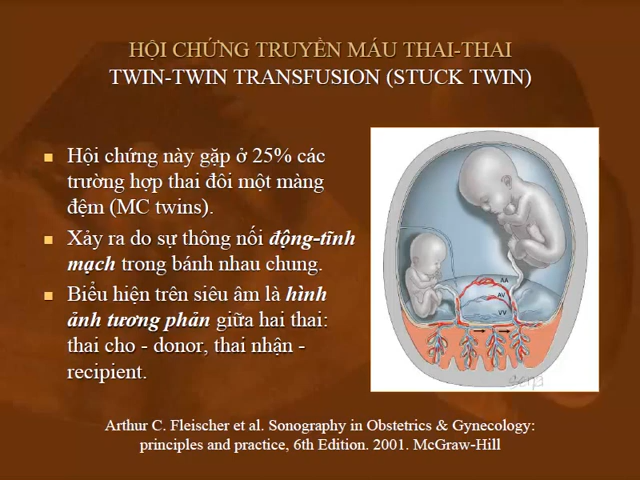 HỘI CHỨNG TRUYỀN MÁU THAI-THAI
TWIN-TWIN TRANSFUSION (STUCK TWIN)
Hội chứng này gặp ở 25% các
trường hợp thai đôi một màng
đệm (MC twins).
Xảy ra do sự thông nối động-tĩnh
mạch trong bánh nhau chung.
Biểu hiện trên siêu âm là hình
ảnh tương phản giữa hai thai:
thai cho - donor, thai nhận -
recipient.
AA
AV
VV
Arthur C. Fleischer et al. Sonography in Obstetrics & Gynecology:
principles and practice, 6th Edition. 2001. McGraw-Hill